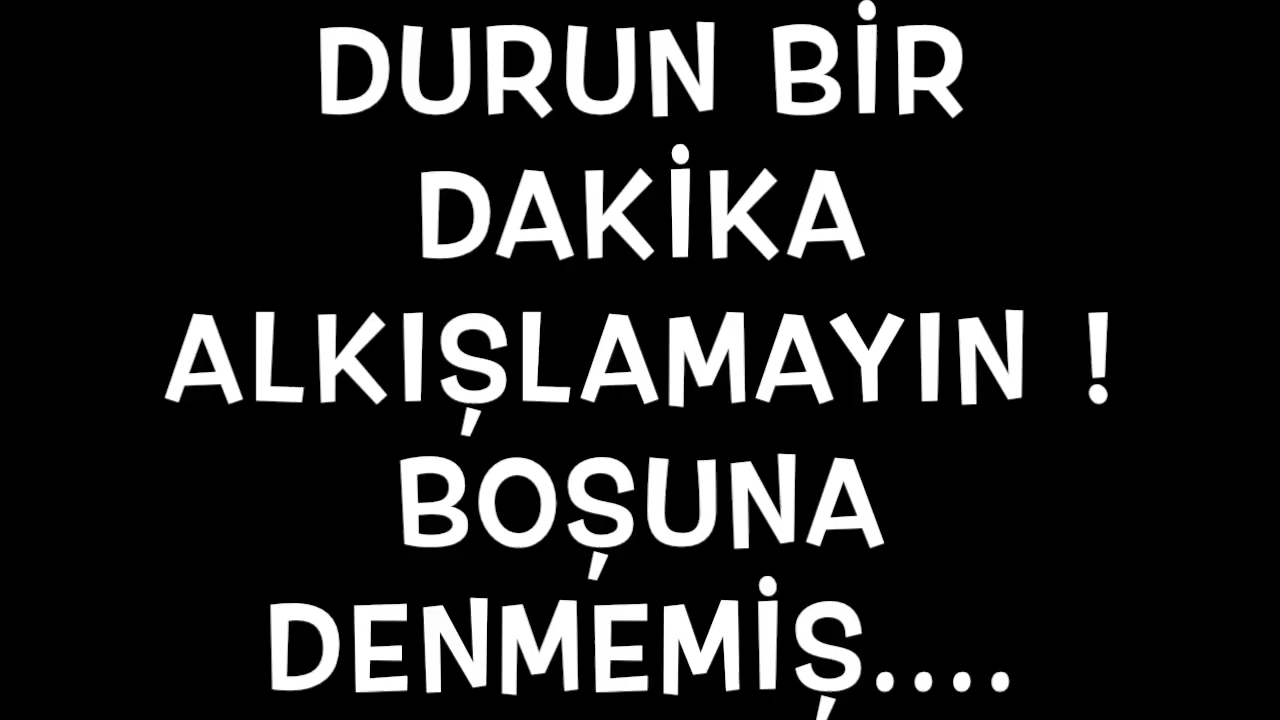 DURUN BİR
DAKİKA
ALKIŞLAMAYIN !
BOŞUNA
DENMEMİŞ....